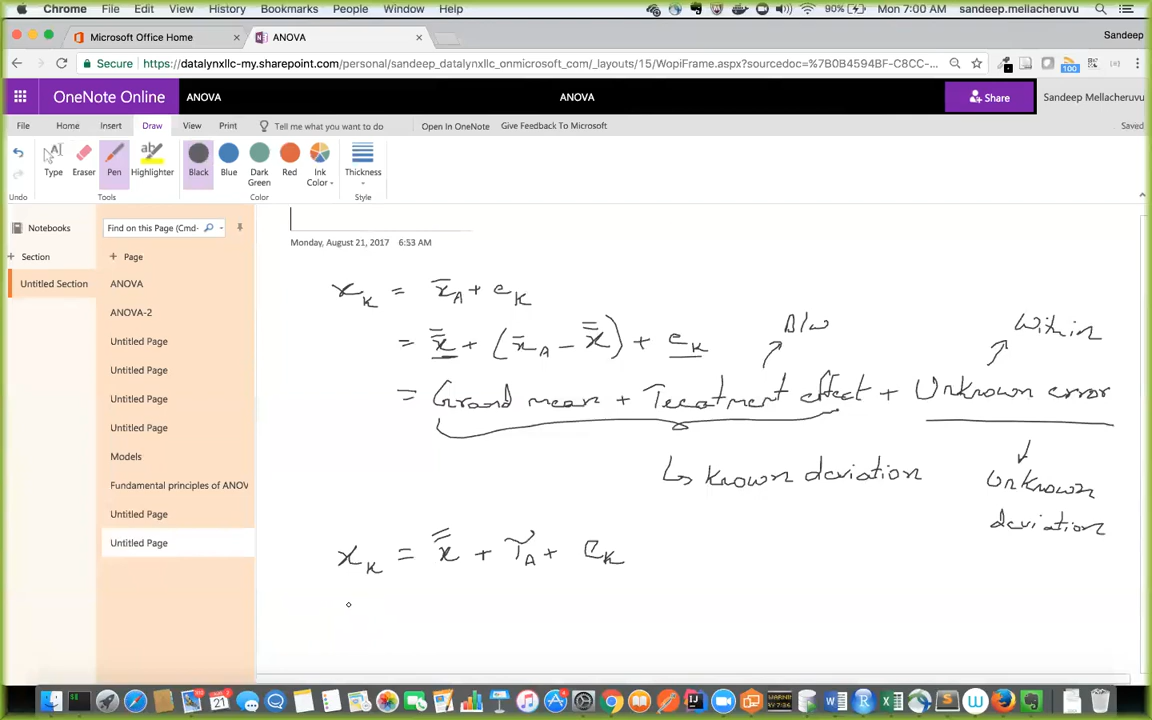 Chrome File Edit View History Bookmarks People Window Help 90% Mon 7:00 AM sandeep.mellacheruvu
Microsoft Office Home ANOVA Sandeep
Secure https://datalynxllc-my.sharepoint.com/personal/sandeep_datalynxllc_onmicrosoft_com/_layouts/15/WopiFrame.aspx?sourcedoc=%7B0B4594BF-C8CC-... 100
OneNote Online ANOVA ANOVA Share Sandeep Mellacheruvu
File Home Insert Draw View Print Tell me what you want to do Open In OneNote Give Feedback To Microsoft Saved
Type Eraser Pen Highlighter Black Blue Dark Green Red Ink Color Thickness
Undo Tools Color Style
Notebooks Find on this Page (Cmd-
Section Page
Untitled Section ANOVA
ANOVA-2
Untitled Page
Untitled Page
Untitled Page
Untitled Page
Models
Fundamental principles of ANOV
Untitled Page
Untitled Page
Monday, August 21, 2017 6:53 AM
x_K = x̄_A + e_K
= x̿ + (x̄_A - x̿) + e_K
B/w
Within
= Grand mean + Treatment effect + Unknown error
↳ Known deviation
Unknown deviation
x_K = x̿ + τ_A + e_K